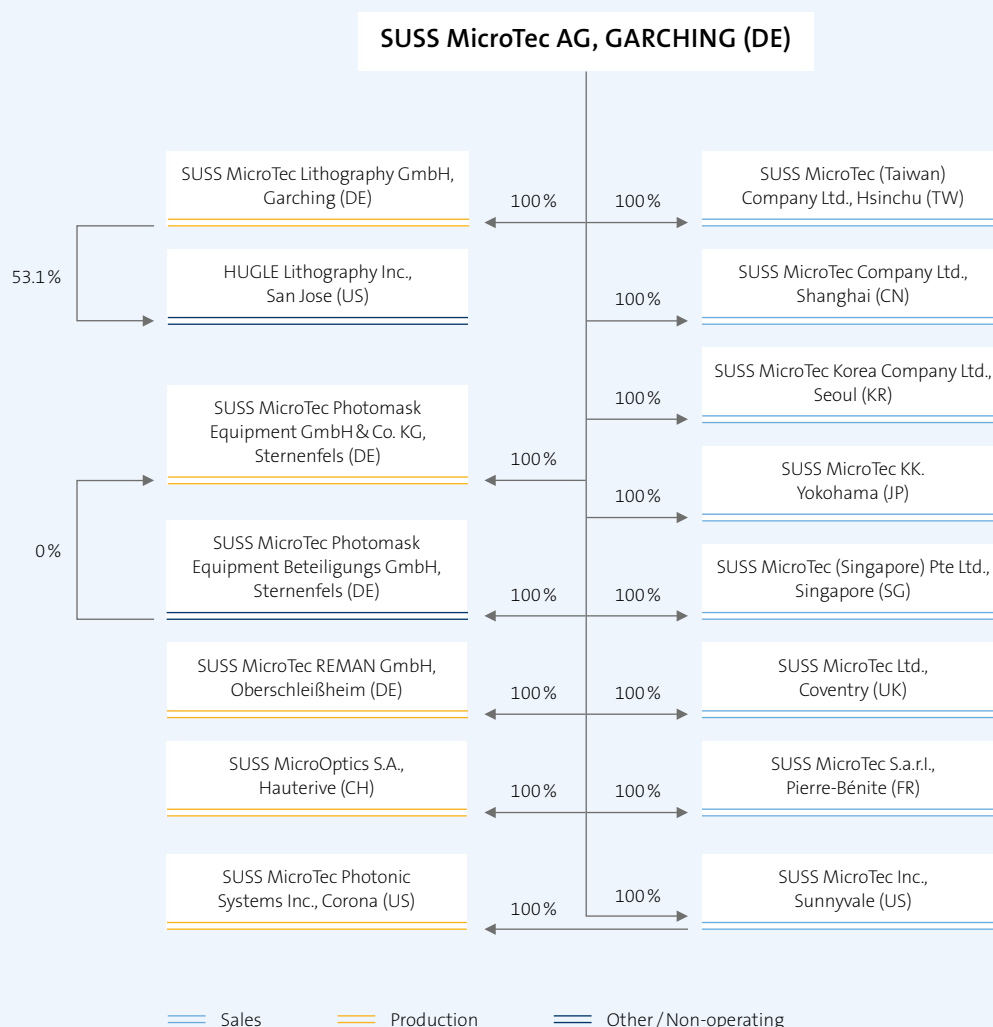 SUSS MicroTec AG, GARCHING (DE)
SUSS MicroTec Lithography GmbH,
Garching (DE)
100 %
100 %
SUSS MicroTec (Taiwan)
Company Ltd., Hsinchu (TW)
53.1 %
HUGLE Lithography Inc.,
San Jose (US)
100 %
SUSS MicroTec Company Ltd.,
Shanghai (CN)
100 %
SUSS MicroTec Korea Company Ltd.,
Seoul (KR)
SUSS MicroTec Photomask
Equipment GmbH & Co. KG,
Sternenfels (DE)
100 %
100 %
SUSS MicroTec KK.
Yokohama (JP)
0 %
SUSS MicroTec Photomask
Equipment Beteiligungs GmbH,
Sternenfels (DE)
100 %
100 %
SUSS MicroTec (Singapore) Pte Ltd.,
Singapore (SG)
SUSS MicroTec REMAN GmbH,
Oberschleißheim (DE)
100 %
100 %
SUSS MicroTec Ltd.,
Coventry (UK)
SUSS MicroOptics S.A.,
Hauterive (CH)
100 %
100 %
SUSS MicroTec S.a.r.l.,
Pierre-Bénite (FR)
SUSS MicroTec Photonic
Systems Inc., Corona (US)
100 %
100 %
SUSS MicroTec Inc.,
Sunnyvale (US)
Sales
Production
Other / Non-operating